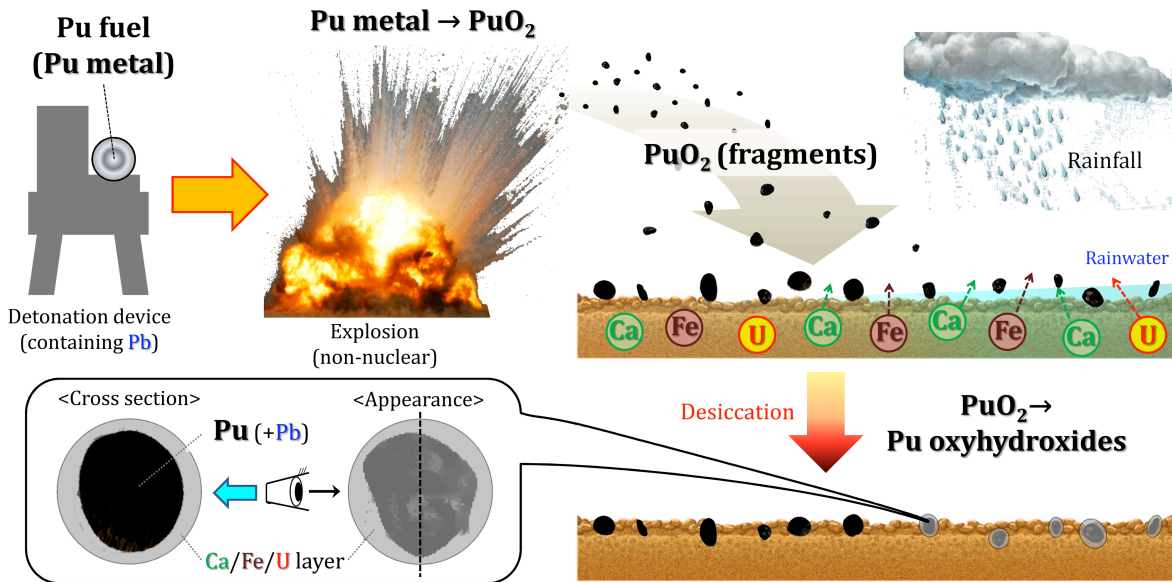 Pu fuel
(Pu metal)
Detonation device
(containing Pb)
Pu metal → PuO₂
Explosion
(non-nuclear)
PuO₂ (fragments)
Rainfall
Rainwater
Ca
Fe
U
Ca
Fe
Ca
Fe
Ca
U
Desiccation
PuO₂→
Pu oxyhydroxides
<Cross section>
<Appearance>
Pu (+Pb)
Ca/Fe/U layer